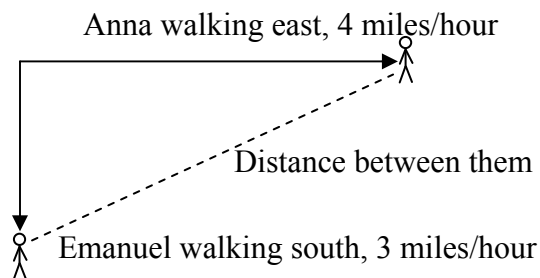 Anna walking east, 4 miles/hour
Distance between them
Emanuel walking south, 3 miles/hour